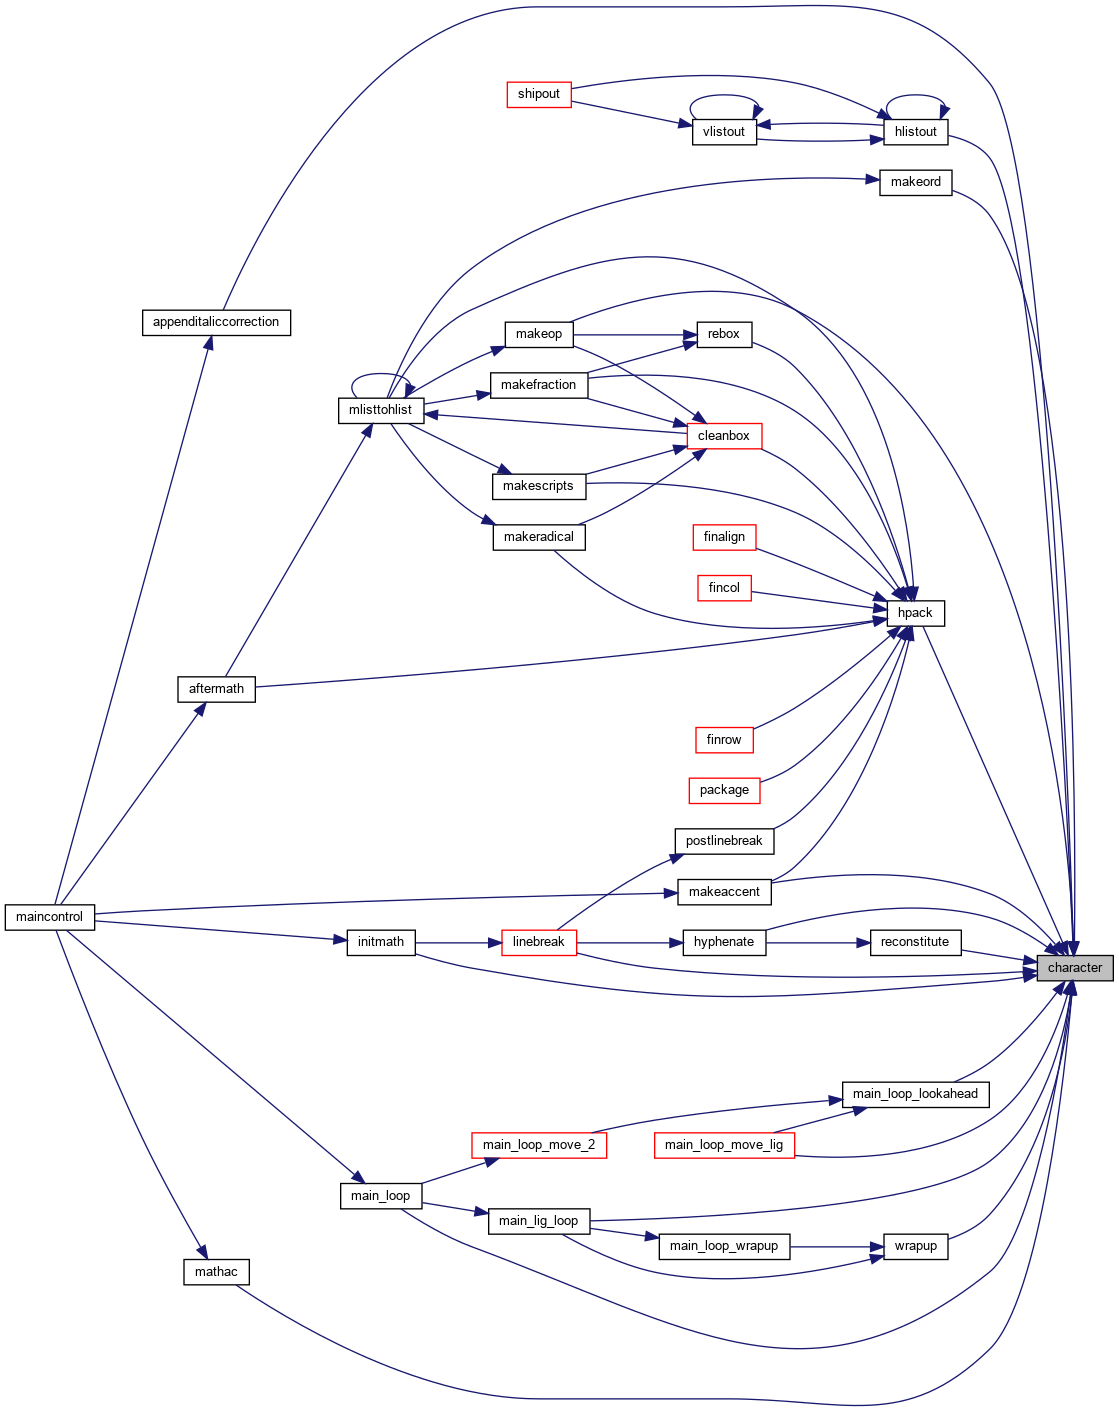 shipout
vlistout
hlistout
makeord
appenditaliccorrection
makeop
rebox
makefraction
mlisttohlist
cleanbox
makescripts
makeradical
finalign
fincol
hpack
aftermath
finrow
package
postlinebreak
makeaccent
maincontrol
initmath
linebreak
hyphenate
reconstitute
character
main_loop_lookahead
main_loop_move_2
main_loop_move_lig
main_loop
main_lig_loop
main_loop_wrapup
wrapup
mathac